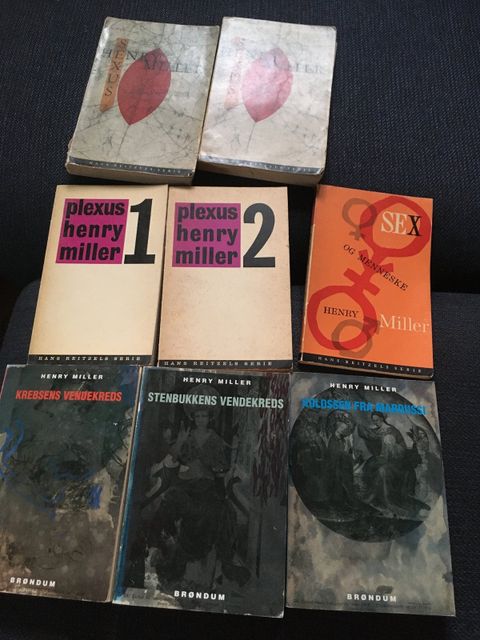 SEXUS
HENRY
MILLER
HANS REITZELS SERIE
SEXUS
MILLER
plexus
henry
miller
1
HANS REITZELS SERIE
plexus
henry
miller
2
HANS REITZELS SERIE
SEX
OG MENNESKE
HENRY
Miller
HANS REITZELS SERIE
HENRY MILLER
KREBSENS VENDEKREDS
BRØNDUM
HENRY MILLER
STENBUKKENS VENDEKREDS
BRØNDUM
HENRY MILLER
KOLOSSEN FRA MAROUSSI
BRØNDUM